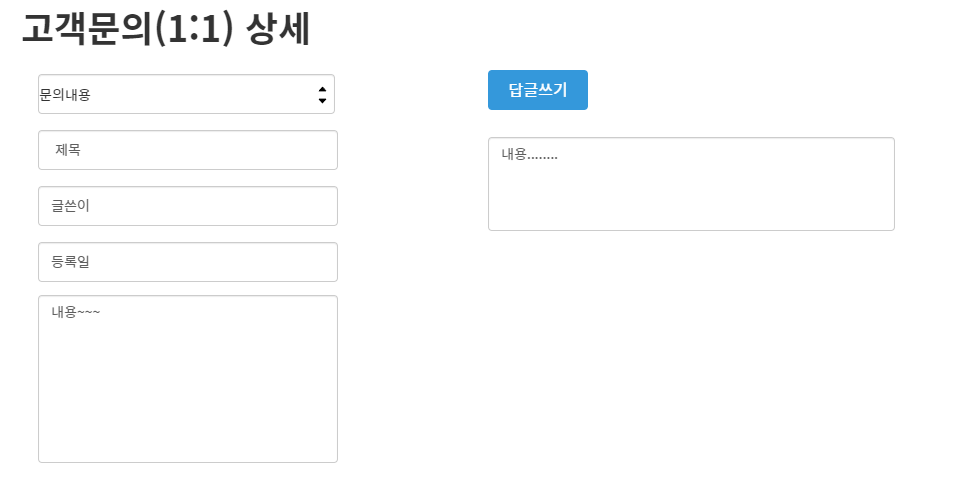 고객문의(1:1) 상세
문의내용
제목
글쓴이
등록일
내용~~~
답글쓰기
내용........